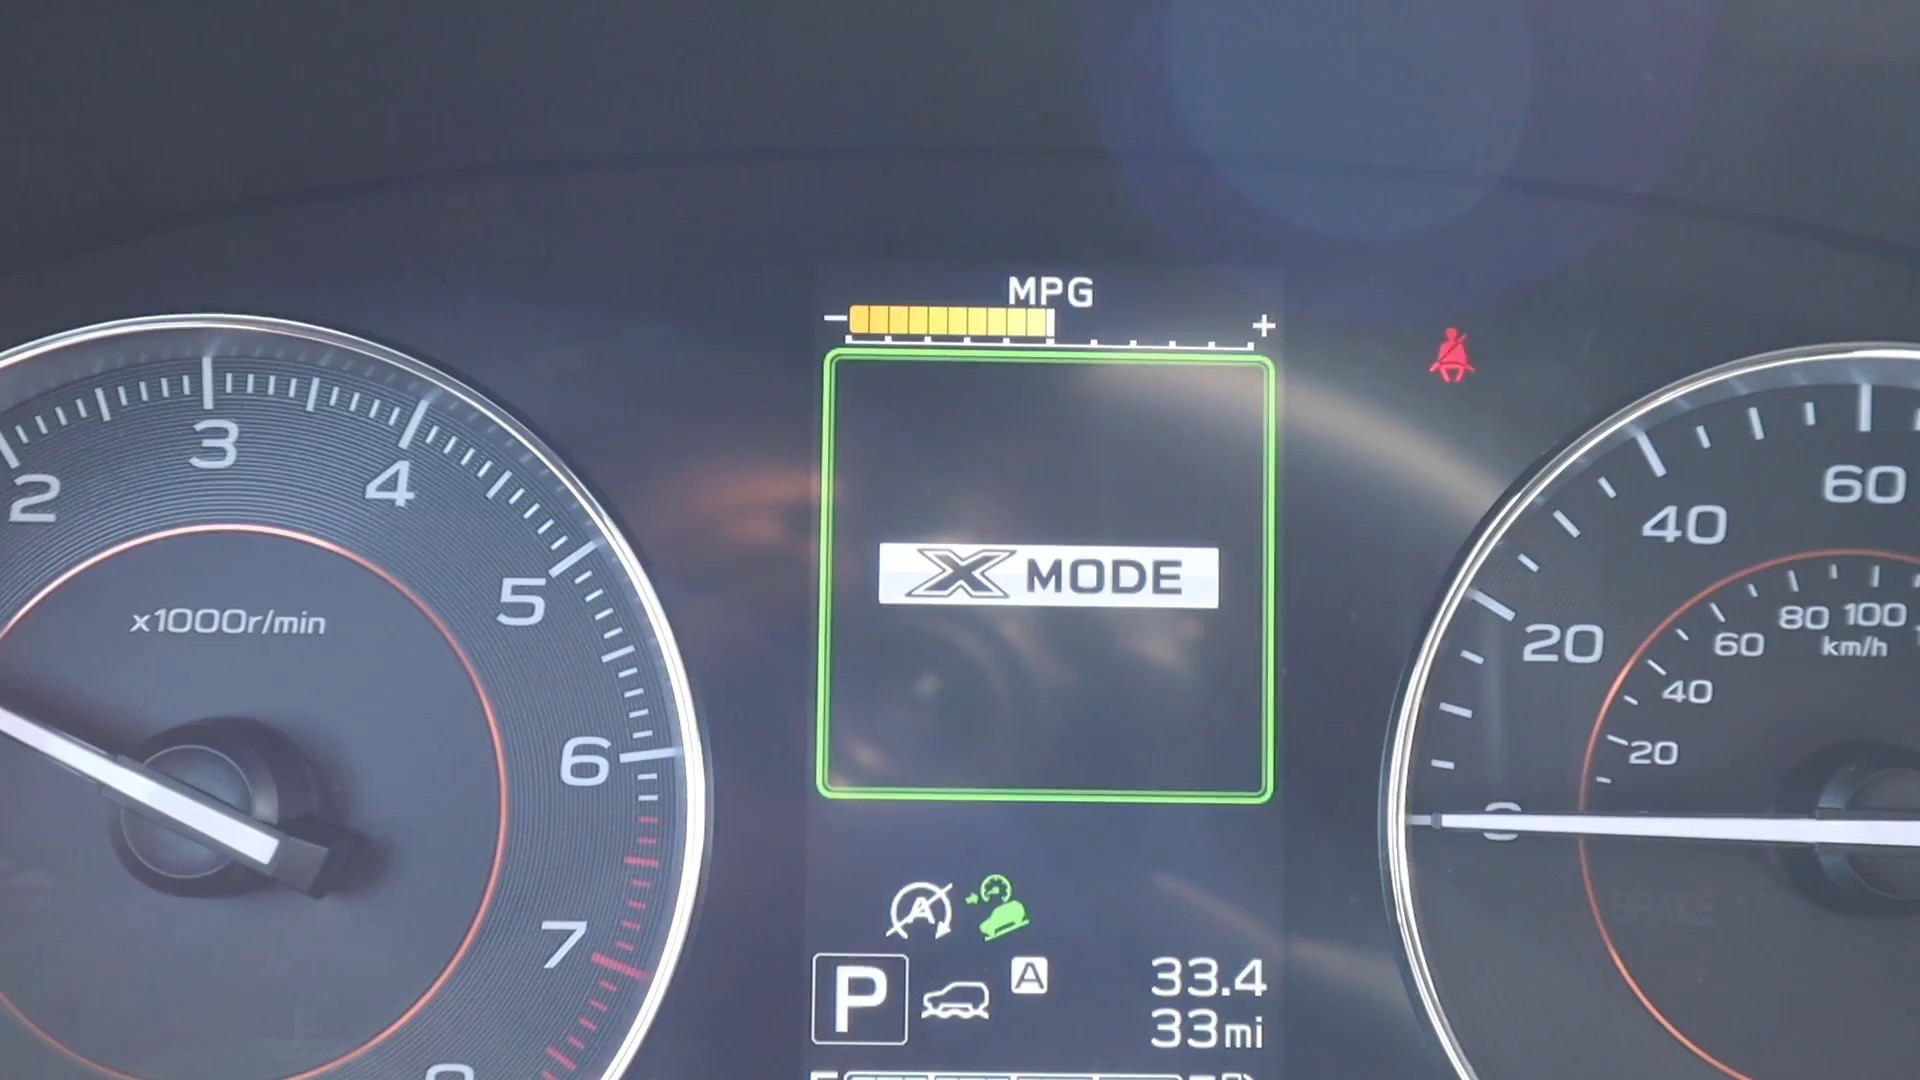 MPG
− +
2 3 4 5 6 7
x1000r/min
X MODE
20 40 60
20 40 60 80 100
km/h
A
P
A
33.4
33mi